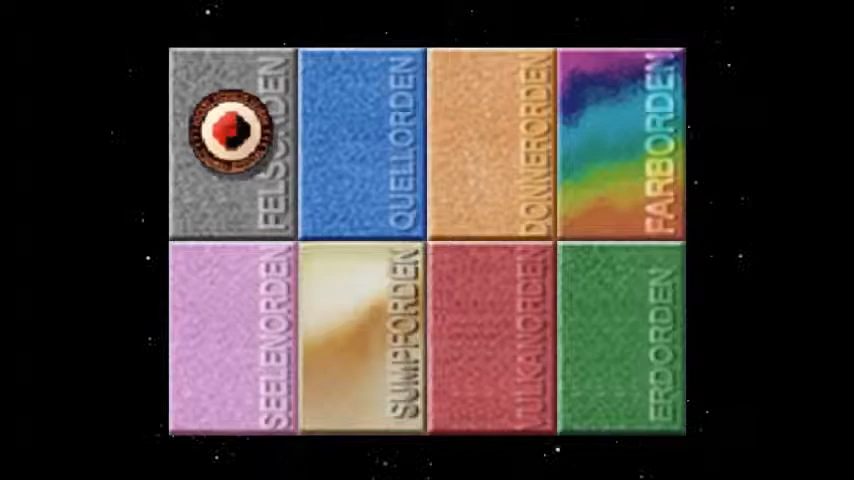 FELSORDEN
QUELLORDEN
DONNERORDEN
FARBORDEN
SEELENORDEN
SUMPFORDEN
VULKANORDEN
ERDORDEN